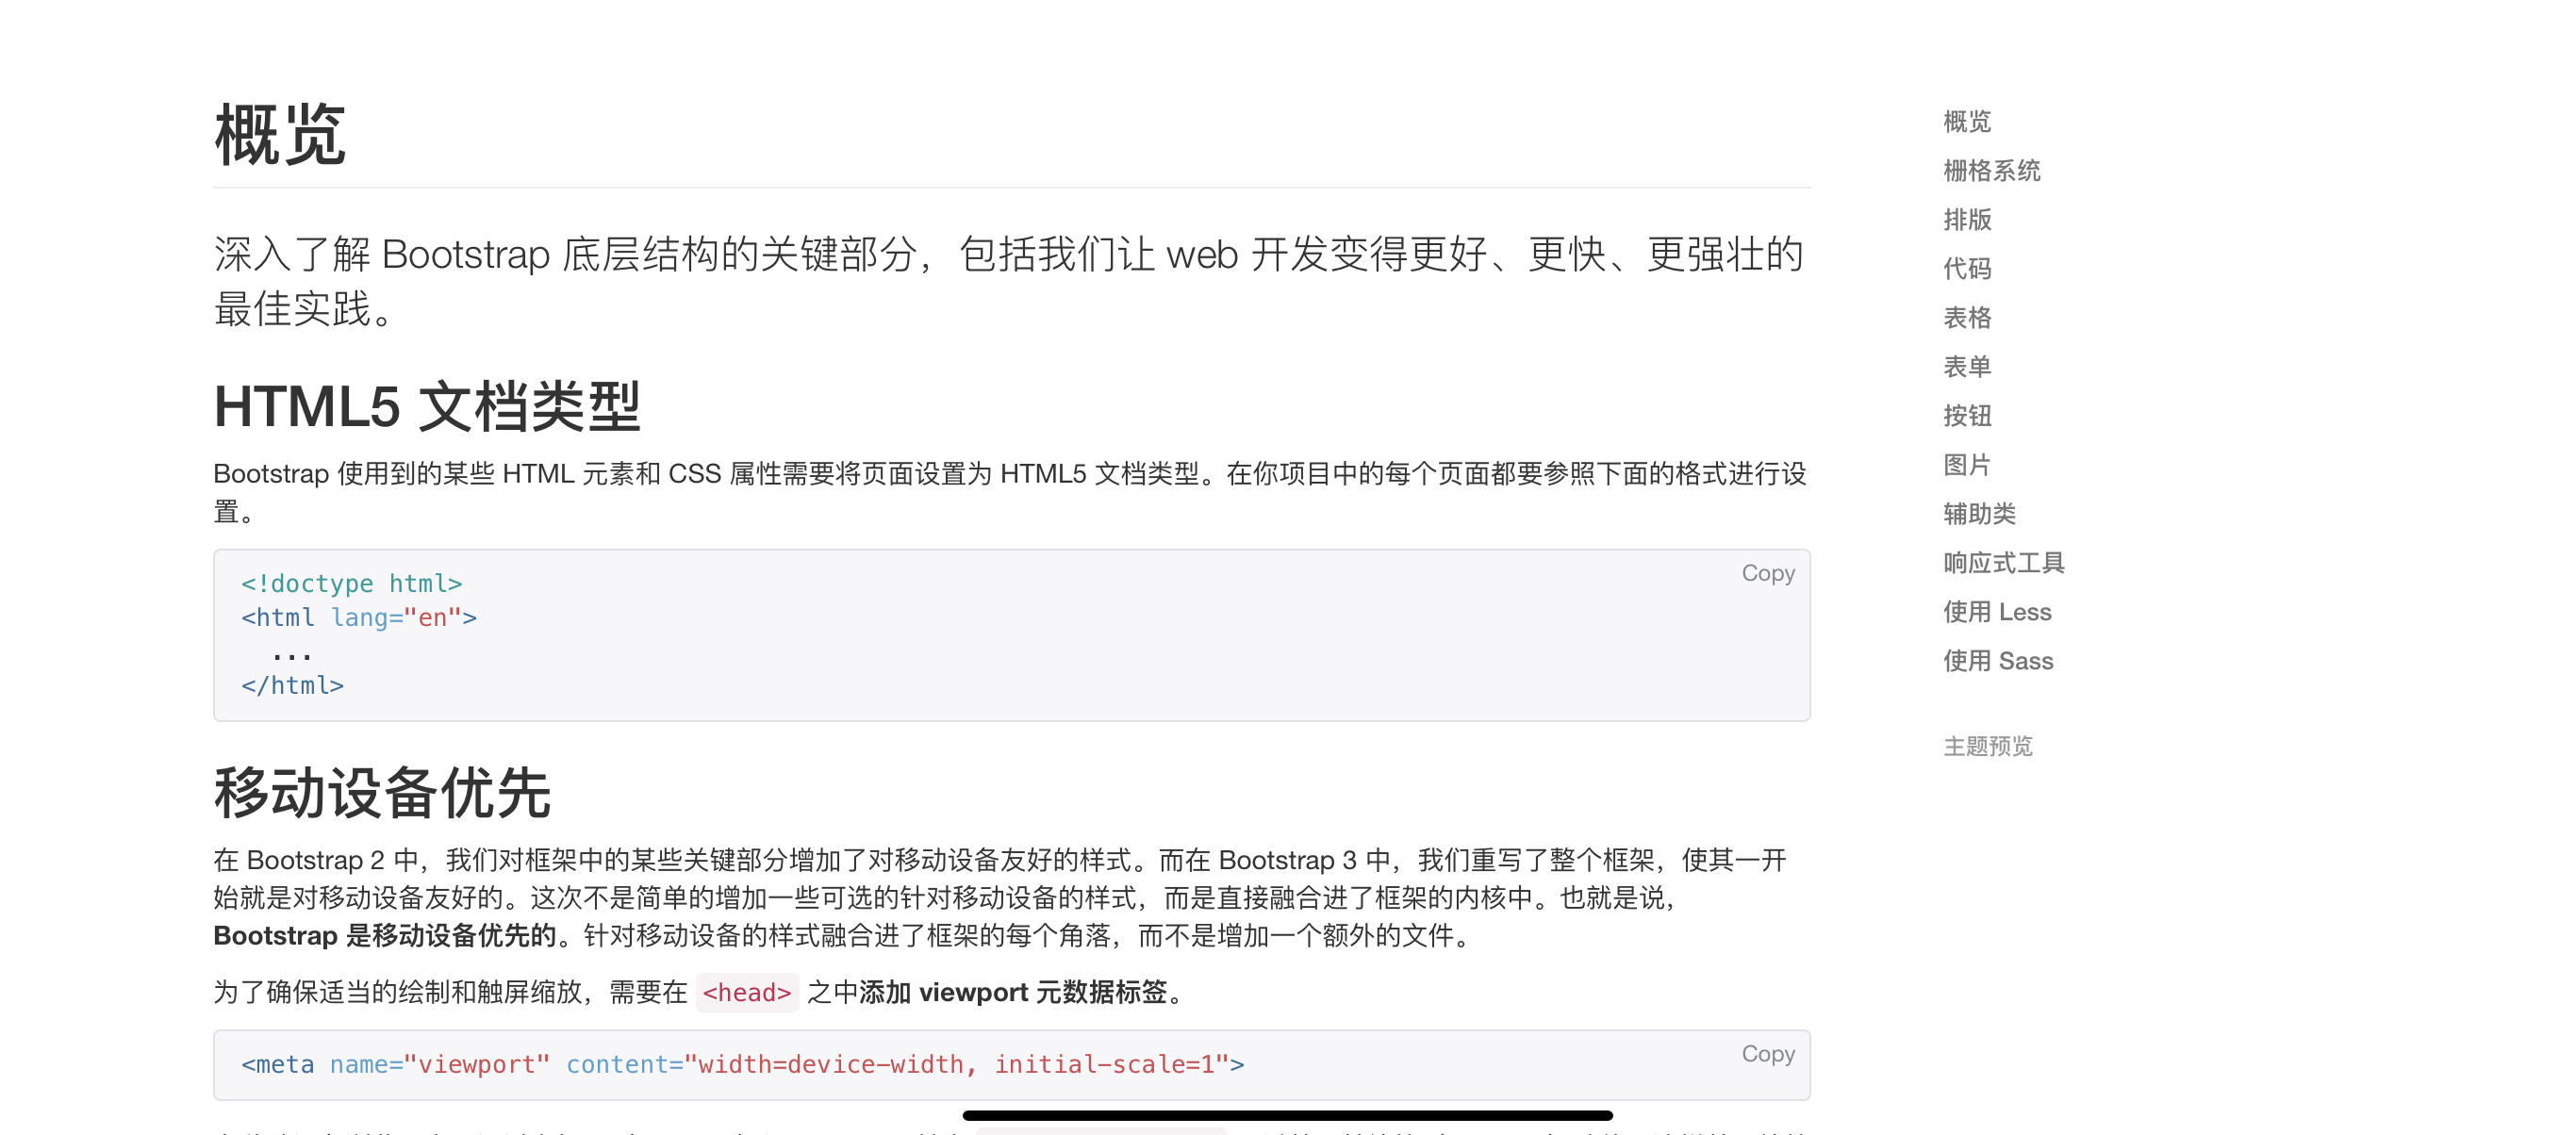 概览
深入了解 Bootstrap 底层结构的关键部分，包括我们让 web 开发变得更好、更快、更强壮的
最佳实践。
HTML5 文档类型
Bootstrap 使用到的某些 HTML 元素和 CSS 属性需要将页面设置为 HTML5 文档类型。在你项目中的每个页面都要参照下面的格式进行设
置。
Copy
<!doctype html>
<html lang="en">
  ...
</html>
移动设备优先
在 Bootstrap 2 中，我们对框架中的某些关键部分增加了对移动设备友好的样式。而在 Bootstrap 3 中，我们重写了整个框架，使其一开
始就是对移动设备友好的。这次不是简单的增加一些可选的针对移动设备的样式，而是直接融合进了框架的内核中。也就是说，
Bootstrap 是移动设备优先的。针对移动设备的样式融合进了框架的每个角落，而不是增加一个额外的文件。
为了确保适当的绘制和触屏缩放，需要在 <head> 之中添加 viewport 元数据标签。
Copy
<meta name="viewport" content="width=device-width, initial-scale=1">
概览
栅格系统
排版
代码
表格
表单
按钮
图片
辅助类
响应式工具
使用 Less
使用 Sass
主题预览